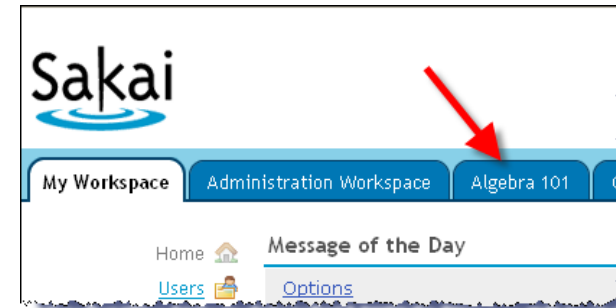 Sakai
My Workspace Administration Workspace Algebra 101
Home Message of the Day
Users Options